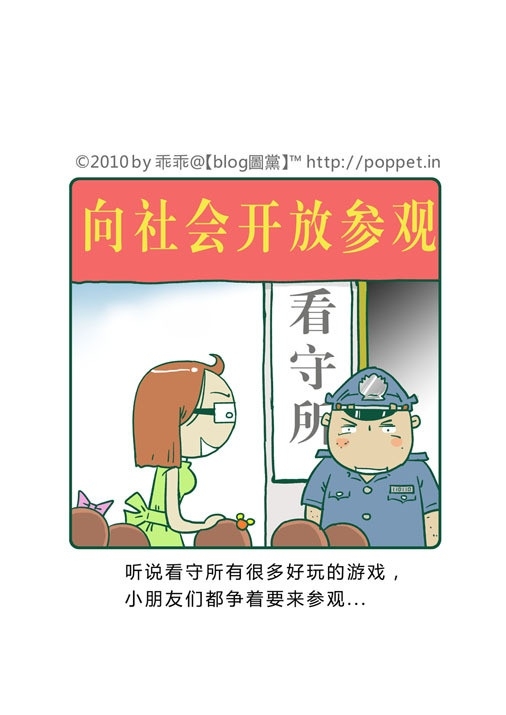 ©2010 by 乖乖@【blog圖黨】™ http://poppet.in
向社会开放参观
看守所
听说看守所有很多好玩的游戏，
小朋友们都争着要来参观...